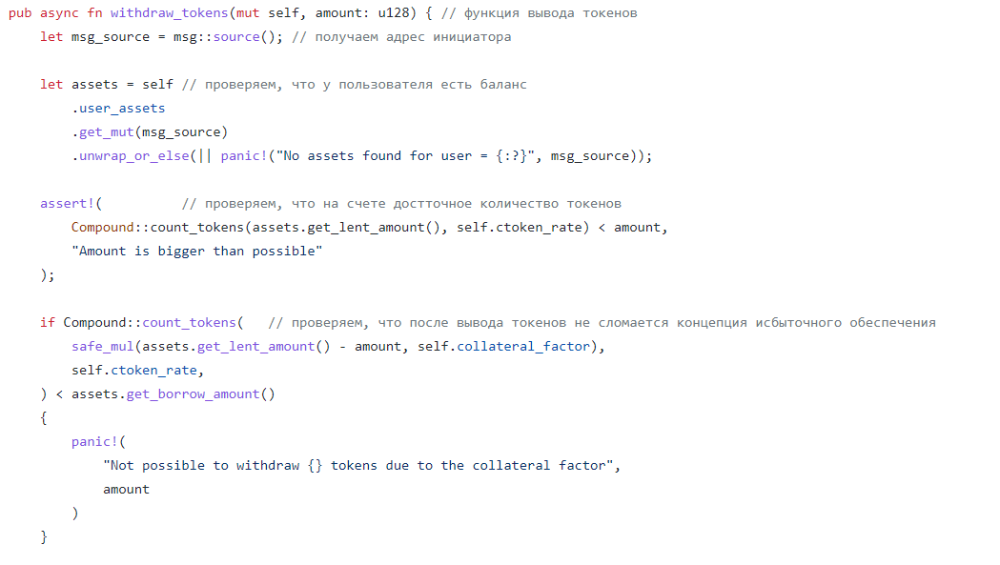 pub async fn withdraw_tokens(mut self, amount: u128) { // функция вывода токенов
    let msg_source = msg::source(); // получаем адрес инициатора

    let assets = self // проверяем, что у пользователя есть баланс
        .user_assets
        .get_mut(msg_source)
        .unwrap_or_else(|| panic!("No assets found for user = {:?}", msg_source));

    assert!(          // проверяем, что на счете достточное количество токенов
        Compound::count_tokens(assets.get_lent_amount(), self.ctoken_rate) < amount,
        "Amount is bigger than possible"
    );

    if Compound::count_tokens(   // проверяем, что после вывода токенов не сломается концепция исбыточного обеспечения
        safe_mul(assets.get_lent_amount() - amount, self.collateral_factor),
        self.ctoken_rate,
    ) < assets.get_borrow_amount()
    {
        panic!(
            "Not possible to withdraw {} tokens due to the collateral factor",
            amount
        )
    }